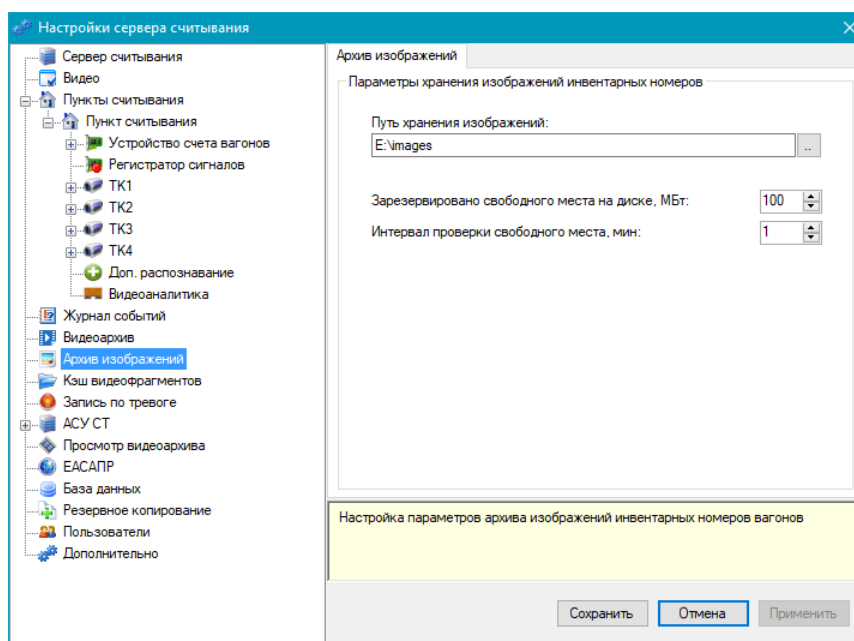 Настройки сервера считывания
Сервер считывания
Видео
Пункты считывания
Пункт считывания
Устройство счета вагонов
Регистратор сигналов
ТК1
ТК2
ТК3
ТК4
Доп. распознавание
Видеоаналитика
Журнал событий
Видеоархив
Архив изображений
Кэш видеофрагментов
Запись по тревоге
АСУ СТ
Просмотр видеоархива
ЕАСАПР
База данных
Резервное копирование
Пользователи
Дополнительно
Архив изображений
Параметры хранения изображений инвентарных номеров
Путь хранения изображений:
E:\images
..
Зарезервировано свободного места на диске, МБт: 100
Интервал проверки свободного места, мин: 1
Настройка параметров архива изображений инвентарных номеров вагонов
Сохранить Отмена Применить